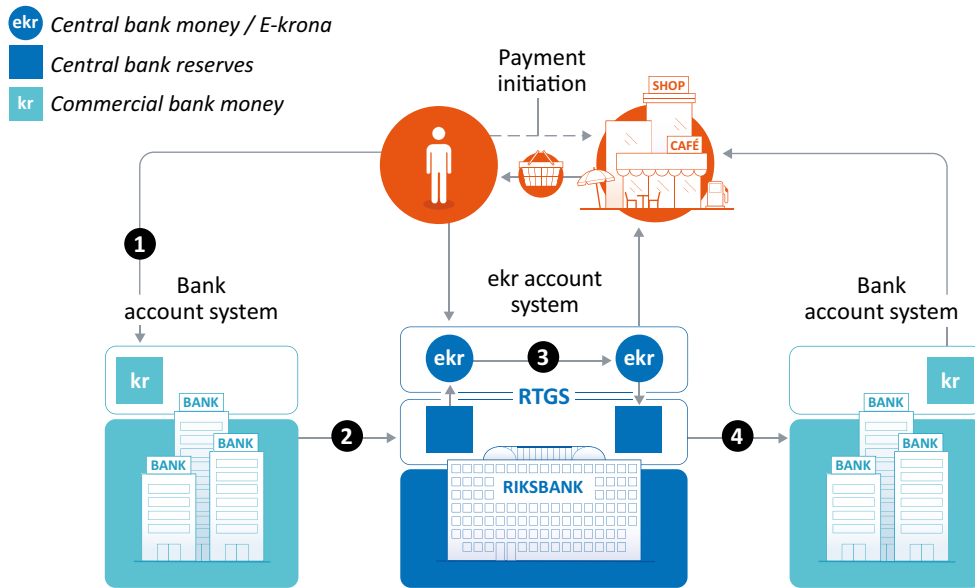 ekr Central bank money / E-krona
Central bank reserves
kr Commercial bank money
Payment
initiation
SHOP
CAFÉ
1
Bank
account system
ekr account
system
Bank
account system
kr
ekr
3
ekr
kr
RTGS
BANK
BANK
BANK
2
RIKSBANK
4
BANK
BANK
BANK